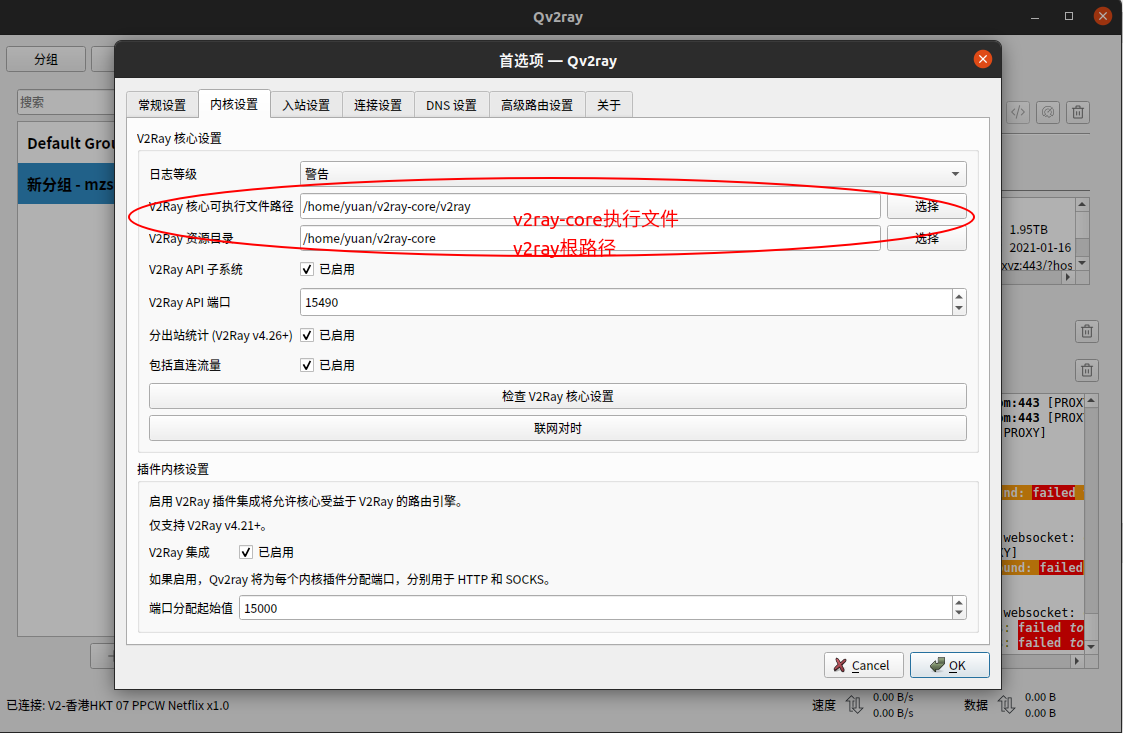 Qv2ray
分组
搜索
Default Grou
新分组 - mzs
首选项 — Qv2ray
常规设置 内核设置 入站设置 连接设置 DNS 设置 高级路由设置 关于
V2Ray 核心设置
日志等级 警告
V2Ray 核心可执行文件路径 /home/yuan/v2ray-core/v2ray 选择
v2ray-core执行文件
V2Ray 资源目录 /home/yuan/v2ray-core 选择
v2ray根路径
V2Ray API 子系统 已启用
V2Ray API 端口 15490
分出站统计 (V2Ray v4.26+) 已启用
包括直连流量 已启用
检查 V2Ray 核心设置
联网对时
插件内核设置
启用 V2Ray 插件集成将允许核心受益于 V2Ray 的路由引擎。
仅支持 V2Ray v4.21+。
V2Ray 集成 已启用
如果启用，Qv2ray 将为每个内核插件分配端口，分别用于 HTTP 和 SOCKS。
端口分配起始值 15000
Cancel OK
1.95TB
2021-01-16
xyz:443/?hos
om:443 [PROX
om:443 [PROX
PROXY]
und: failed
websocket:
XY]
und: failed
websocket:
: failed to
: failed to
已连接: V2-香港HKT 07 PPCW Netflix x1.0
速度 0.00 B/s
0.00 B/s
数据 0.00 B
0.00 B